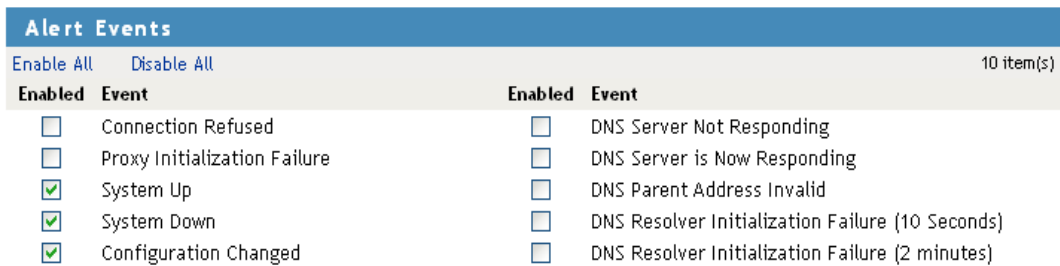 Alert Events
Enable All Disable All 10 item(s)
Enabled Event Enabled Event
Connection Refused DNS Server Not Responding
Proxy Initialization Failure DNS Server is Now Responding
System Up DNS Parent Address Invalid
System Down DNS Resolver Initialization Failure (10 Seconds)
Configuration Changed DNS Resolver Initialization Failure (2 minutes)